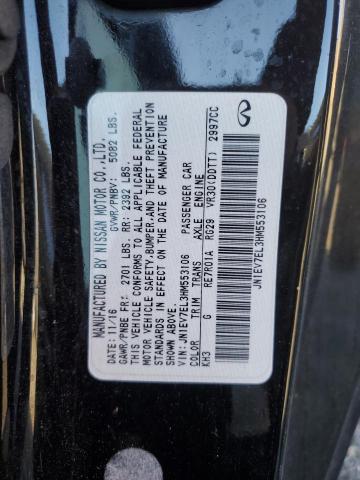 MANUFACTURED BY NISSAN MOTOR CO.,LTD.
DATE: 11/16 GVWR/PNBV: 5082 LBS.
GAWR/PNBE FR: 2701 LBS. RR: 2392 LBS.
THIS VEHICLE CONFORMS TO ALL APPLICABLE FEDERAL
MOTOR VEHICLE SAFETY,BUMPER,AND THEFT PREVENTION
STANDARDS IN EFFECT ON THE DATE OF MANUFACTURE
SHOWN ABOVE.
VIN: JN1EV7EL3HM553106 PASSENGER CAR
COLOR TRIM TRANS AXLE ENGINE
KH3 G RE7R01A RG29 VR30(DDTT) 2997CC
JN1EV7EL3HM553106